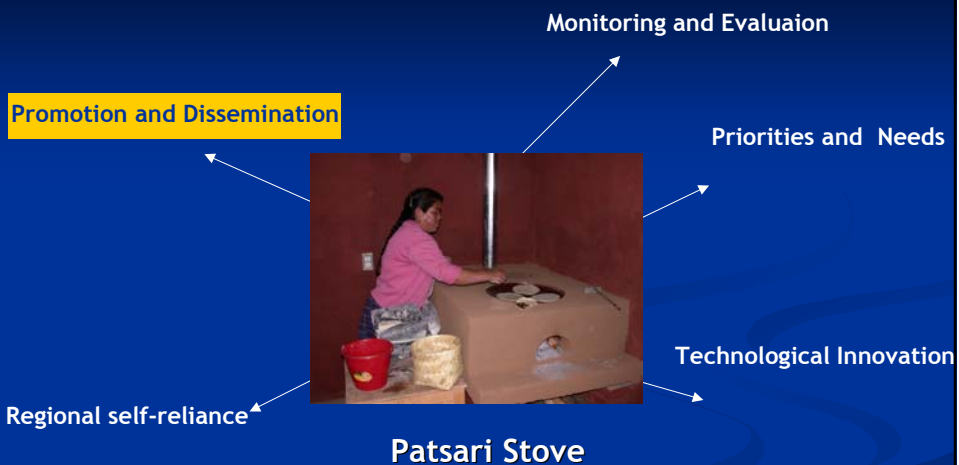 Monitoring and Evaluaion
Promotion and Dissemination
Priorities and Needs
Technological Innovation
Regional self-reliance
Patsari Stove